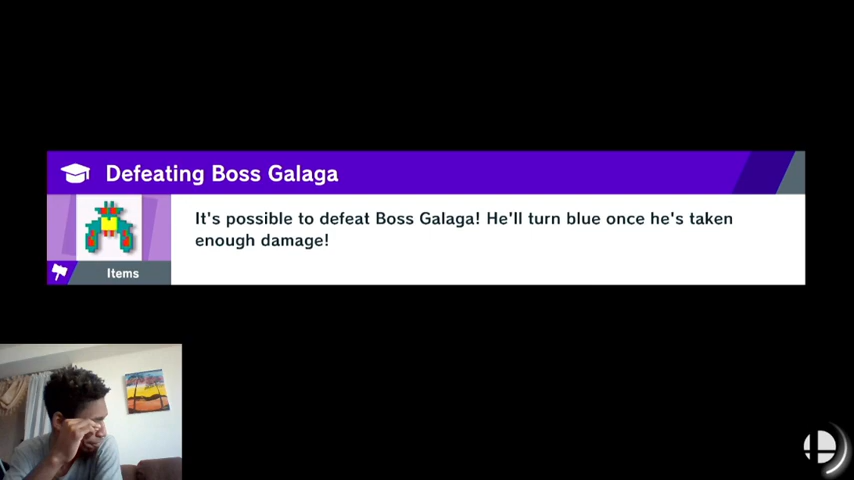 Defeating Boss Galaga
It's possible to defeat Boss Galaga! He'll turn blue once he's taken
enough damage!
Items